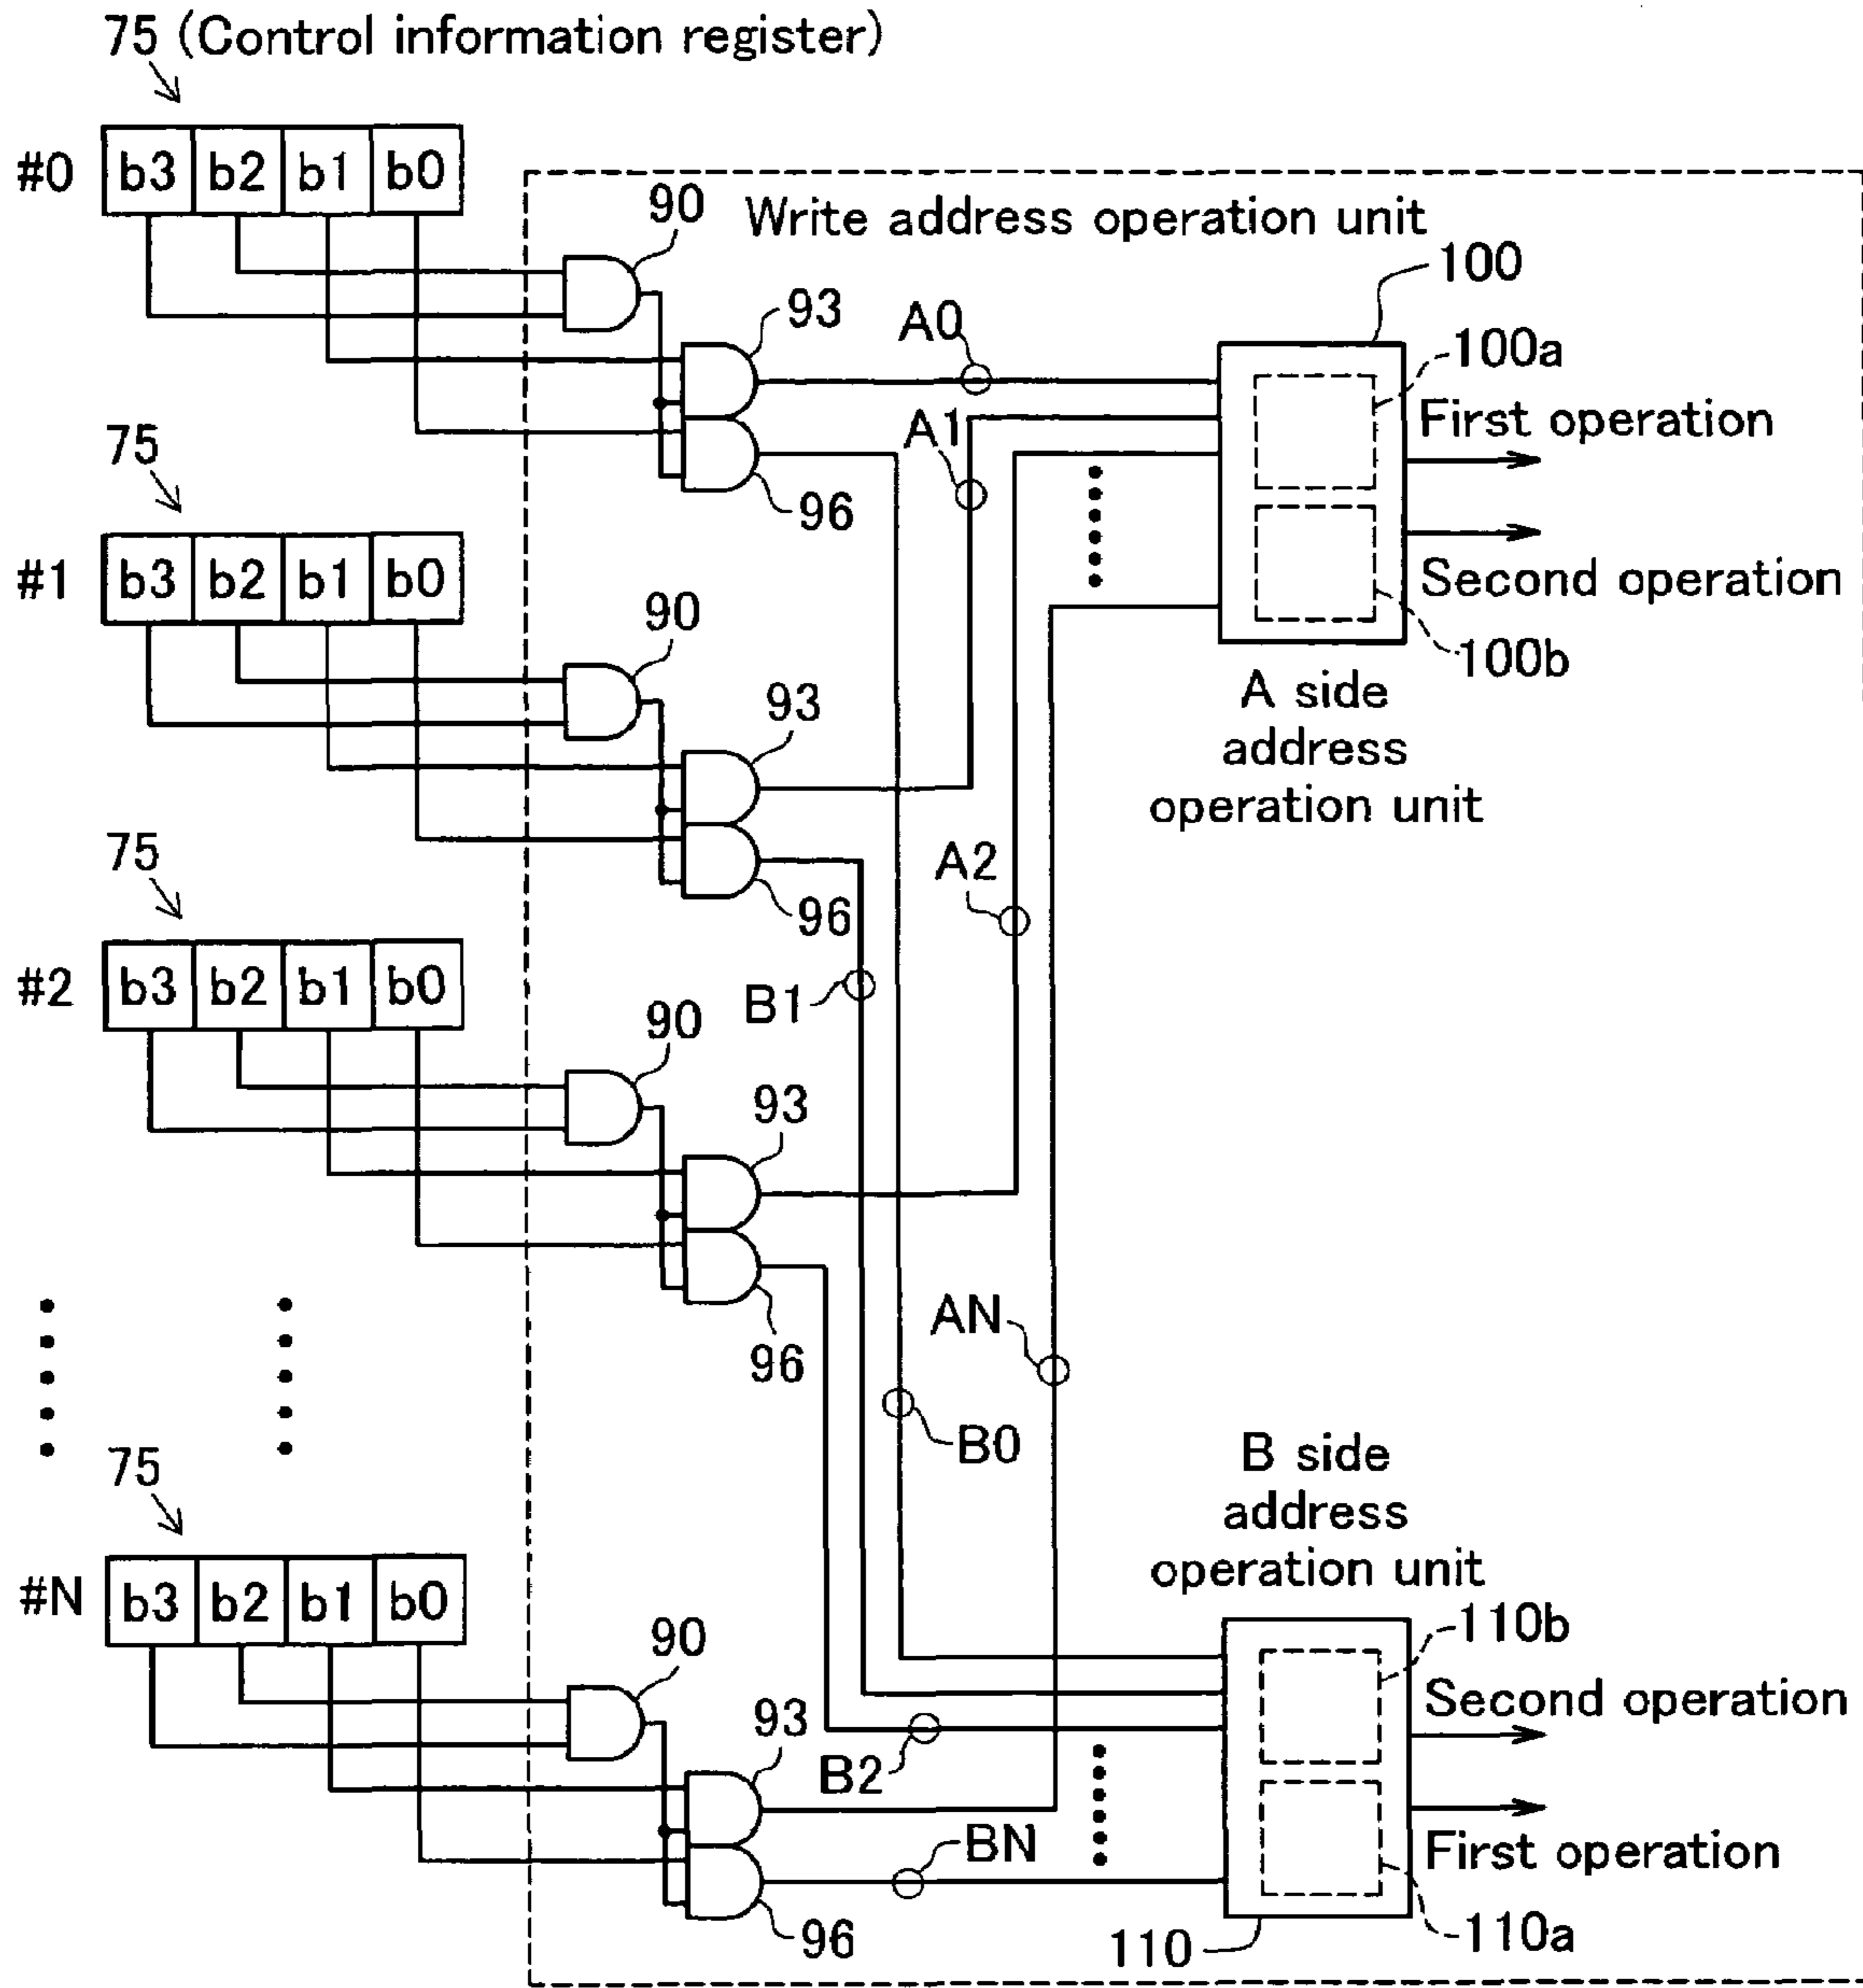 75 (Control information register)
#0 b3 b2 b1 b0
90
Write address operation unit
100
93
A0
100a
First operation
A1
75
96
Second operation
#1 b3 b2 b1 b0
90
100b
A side
address
operation unit
93
75
A2
96
#2 b3 b2 b1 b0
B1
90
93
AN
96
B0
B side
address
operation unit
75
#N b3 b2 b1 b0
110b
90
Second operation
93
B2
BN
First operation
96
110
110a